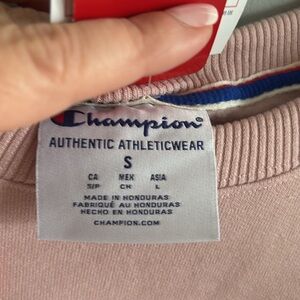 Champion
AUTHENTIC ATHLETICWEAR
S
CA MEX ASIA
S/P CH L
MADE IN HONDURAS
FABRIQUÉ AU HONDURAS
HECHO EN HONDURAS
CHAMPION.COM